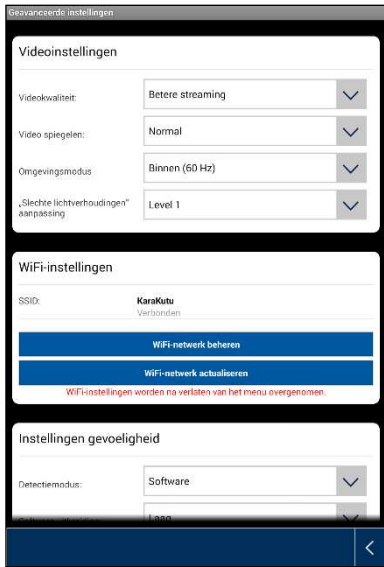 Geavanceerde instellingen
Videoinstellingen
Videokwaliteit:
Betere streaming
Video spiegelen:
Normal
Omgevingsmodus
Binnen (60 Hz)
„Slechte lichtverhoudingen"
aanpassing
Level 1
WiFi-instellingen
SSID:
KaraKutu
Verbonden
WiFi-netwerk beheren
WiFi-netwerk actualiseren
WiFi-instellingen worden na verlaten van het menu overgenomen.
Instellingen gevoeligheid
Detectiemodus:
Software
Laag